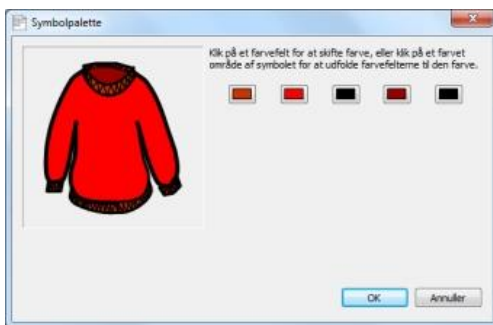 Symbolpalette
Klik på et farvefelt for at skifte farve, eller klik på et farvet
område af symbolet for at udfolde farvefelterne til den farve.
OK
Annuller